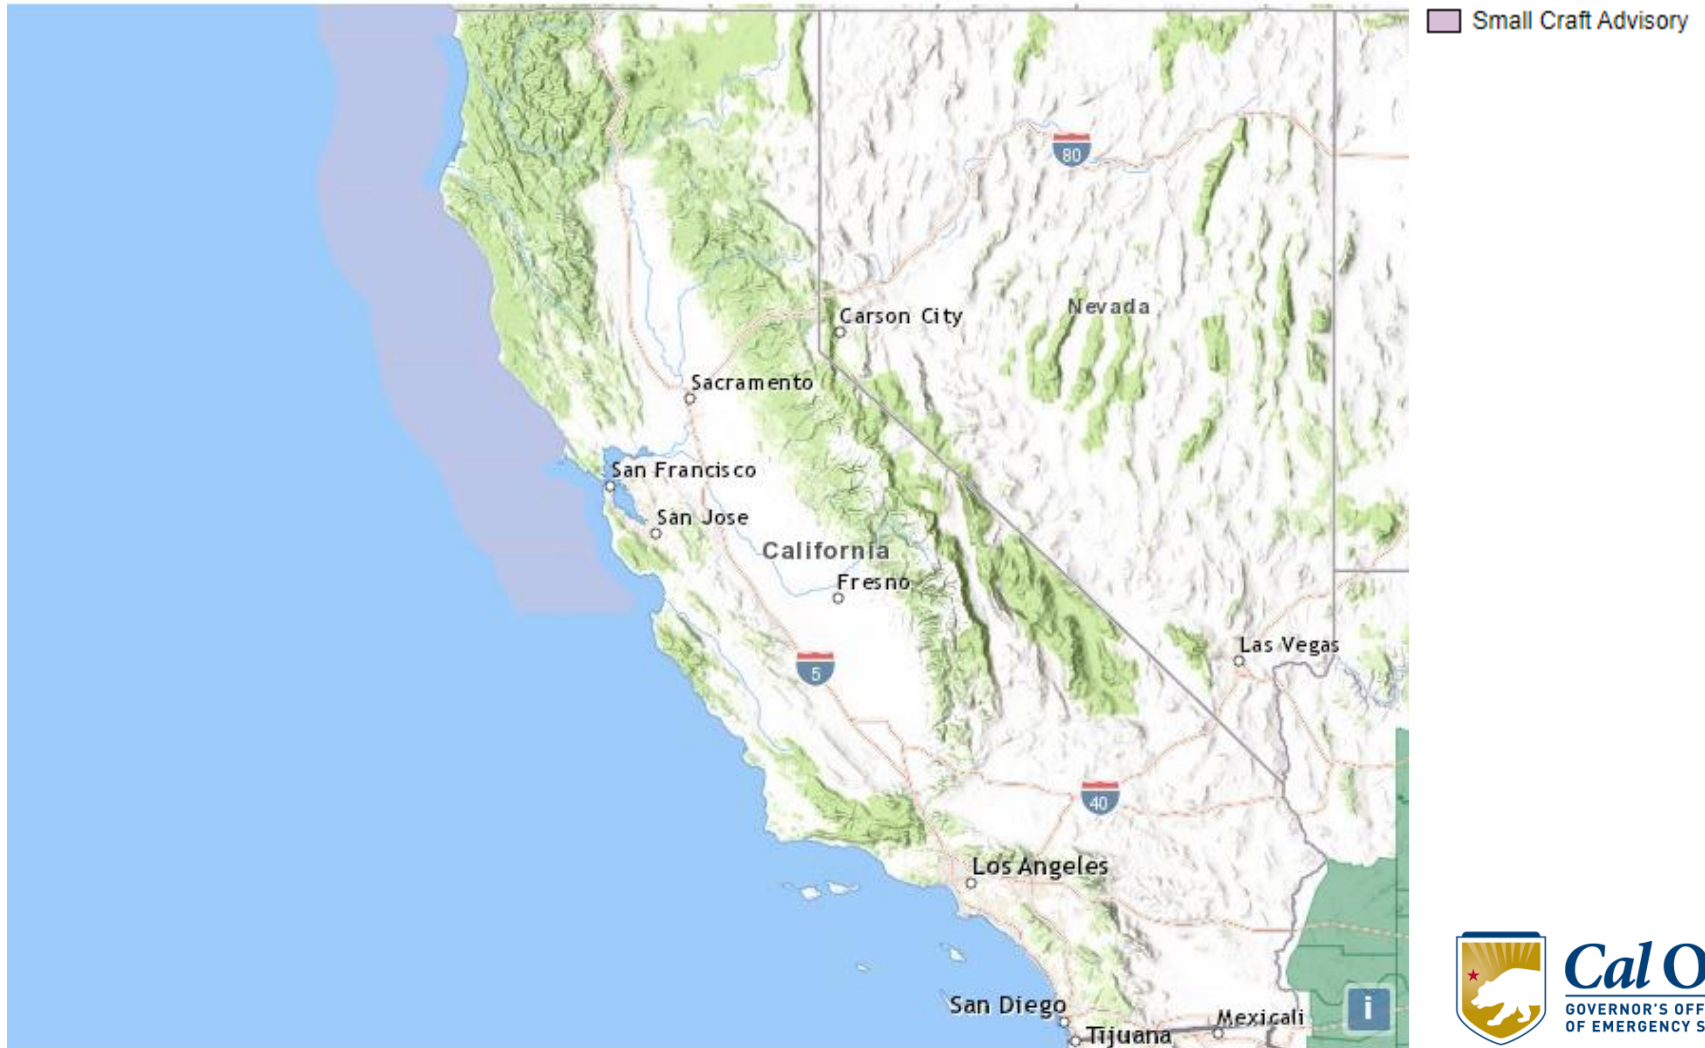 Small Craft Advisory
80
Nevada
Carson City
Sacramento
San Francisco
San Jose
California
Fresno
Las Vegas
5
40
Los Angeles
San Diego
Mexicali
Tijuana
i
Cal O
GOVERNOR'S OFF
OF EMERGENCY S